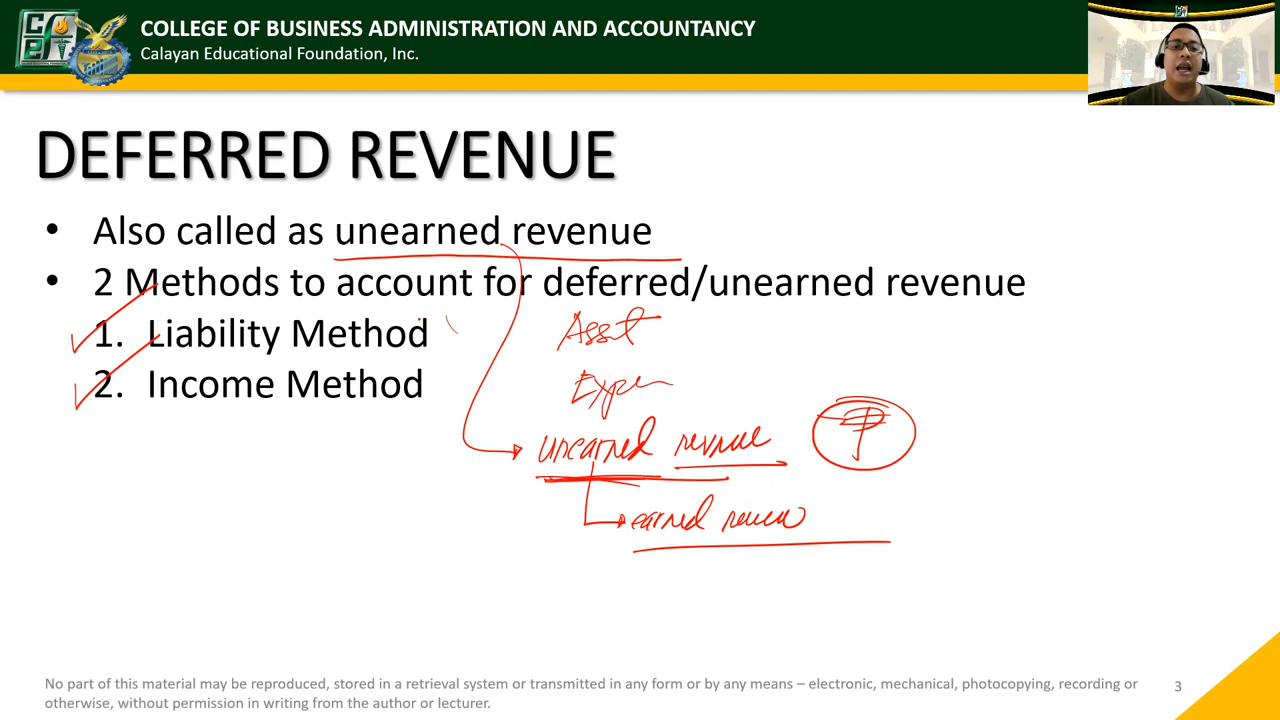 COLLEGE OF BUSINESS ADMINISTRATION AND ACCOUNTANCY
Calayan Educational Foundation, Inc.
DEFERRED REVENUE
• Also called as unearned revenue
• 2 Methods to account for deferred/unearned revenue
1. Liability Method
Asset
2. Income Method
unearned revenue
earned
No part of this material may be reproduced, stored in a retrieval system or transmitted in any form or by any means – electronic, mechanical, photocopying, recording or
otherwise, without permission in writing from the author or lecturer.
3